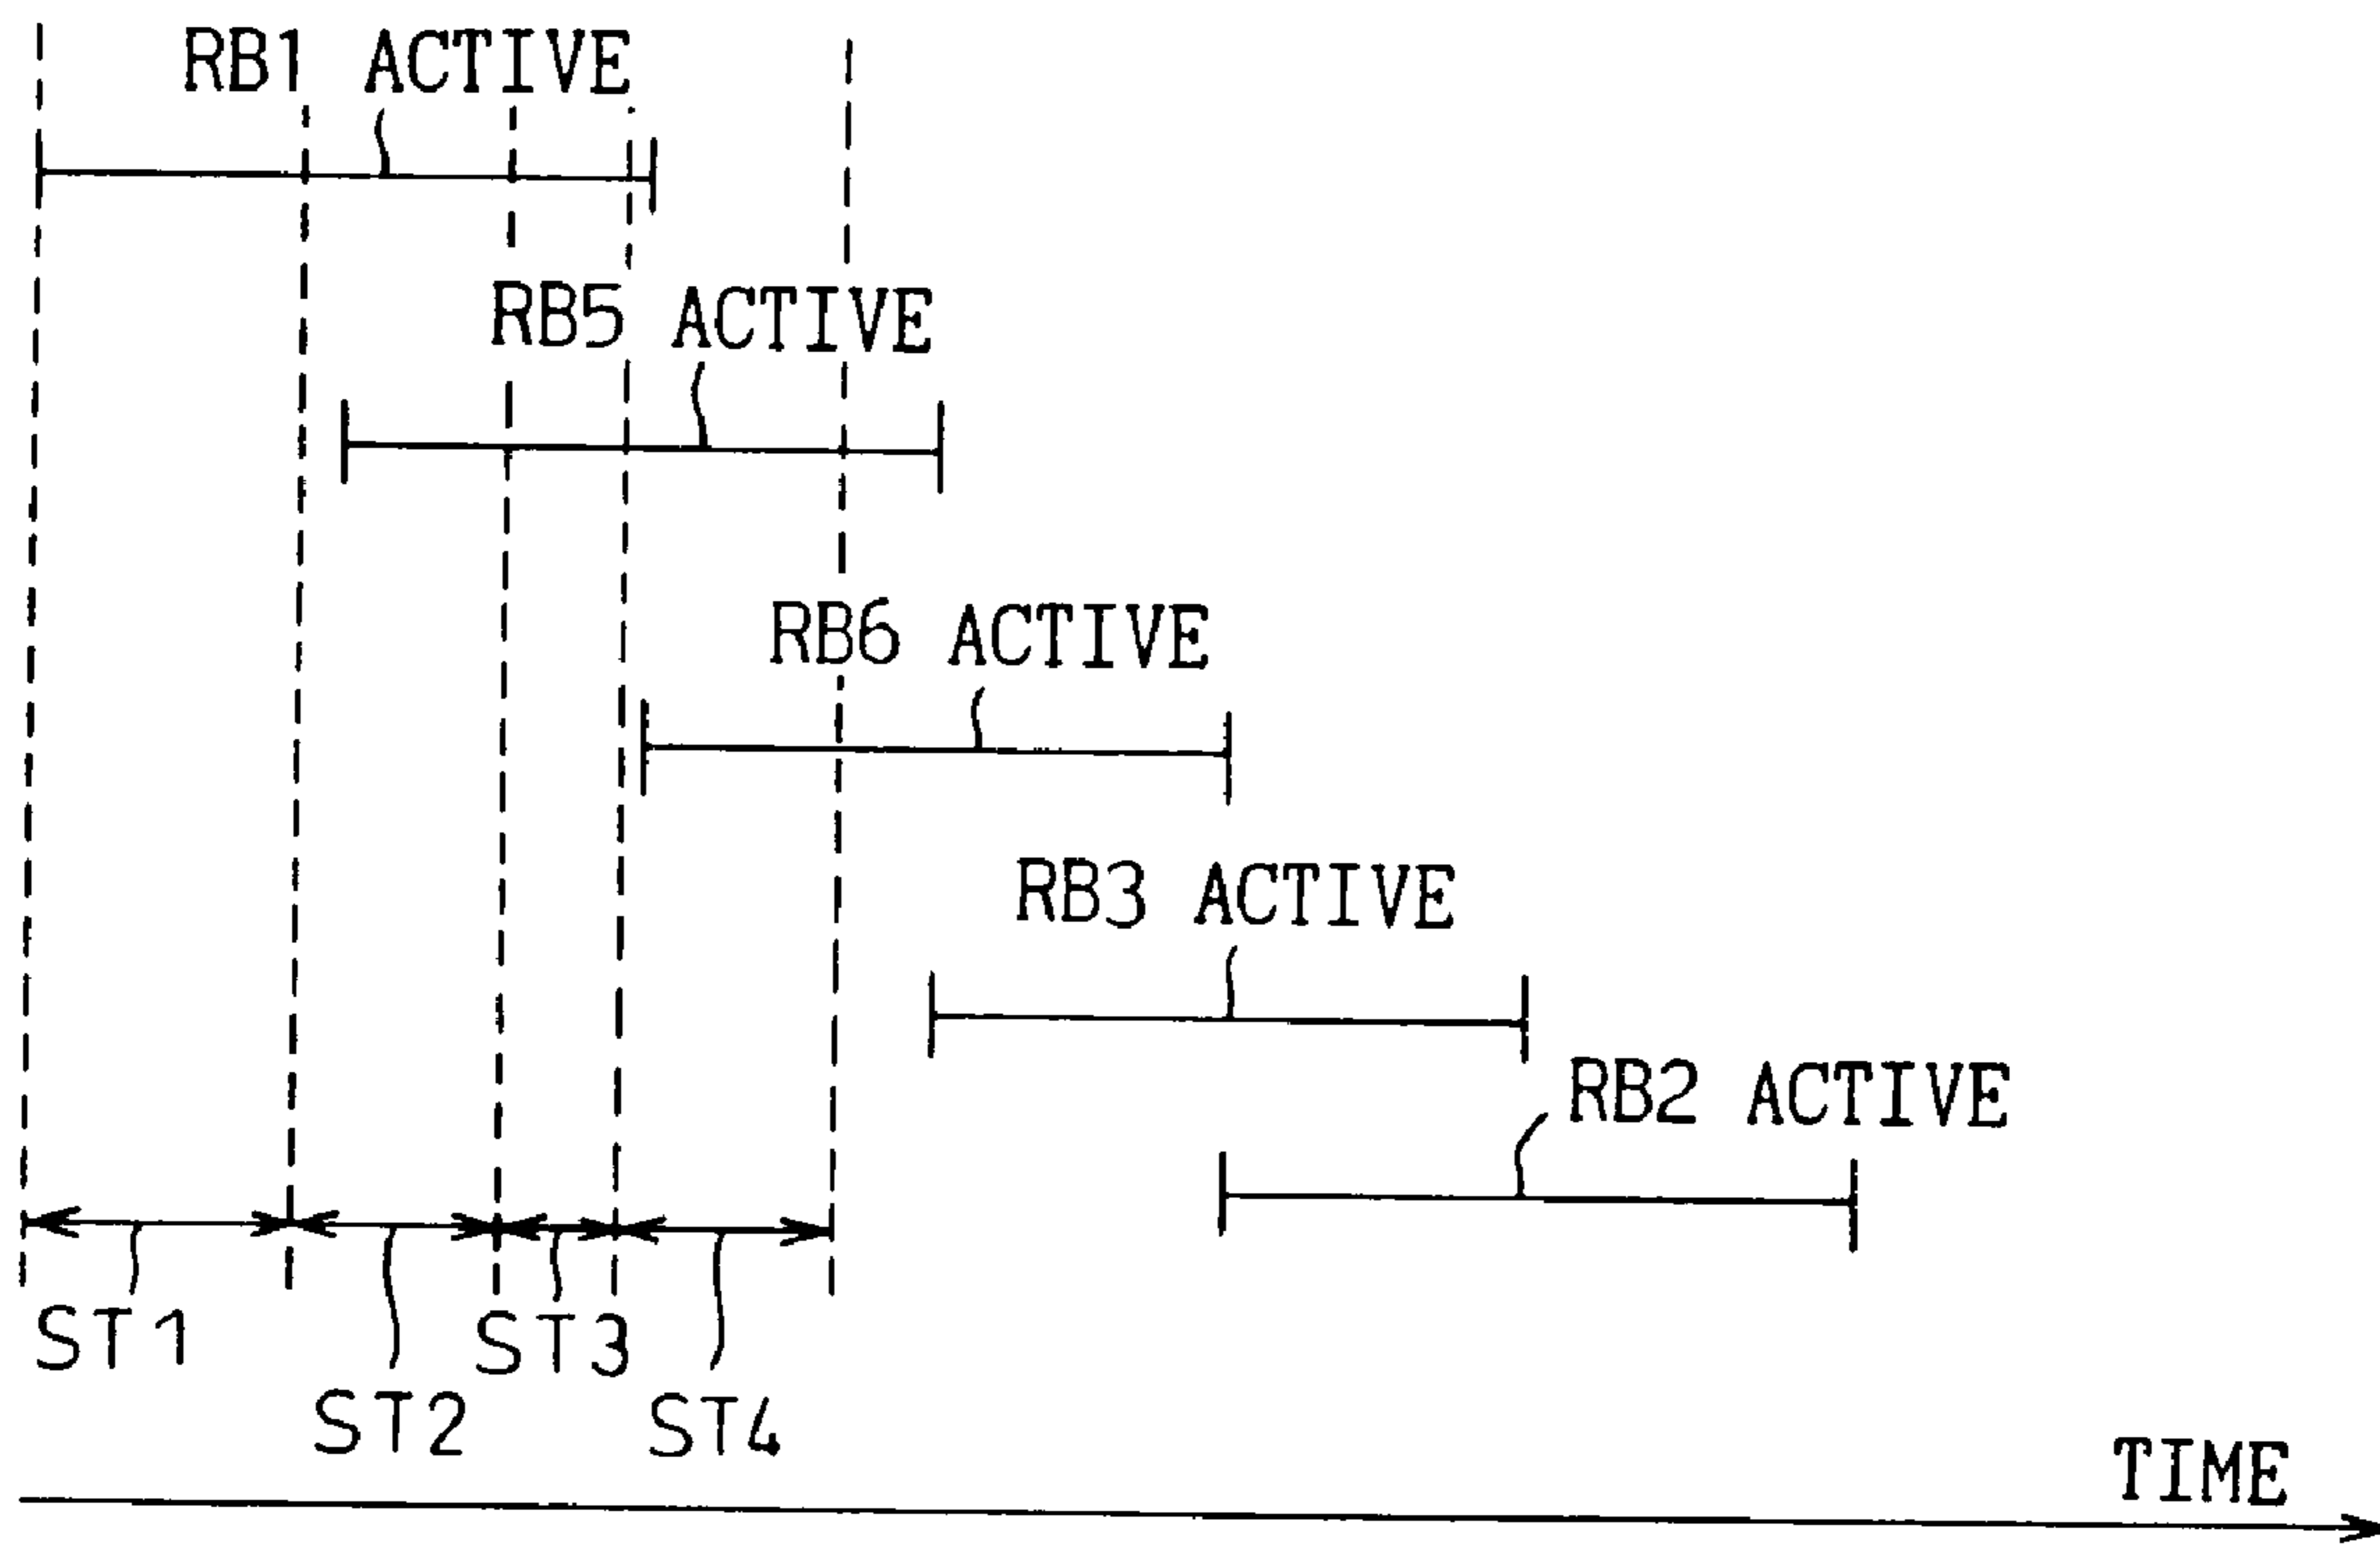 RB1 ACTIVE
RB5 ACTIVE
RB6 ACTIVE
RB3 ACTIVE
RB2 ACTIVE
ST1
ST3
ST2
ST4
TIME